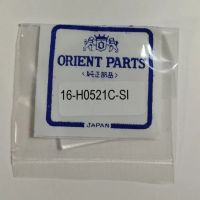 ORIENT PARTS
《純正部品》
16-H0521C-SI
JAPAN